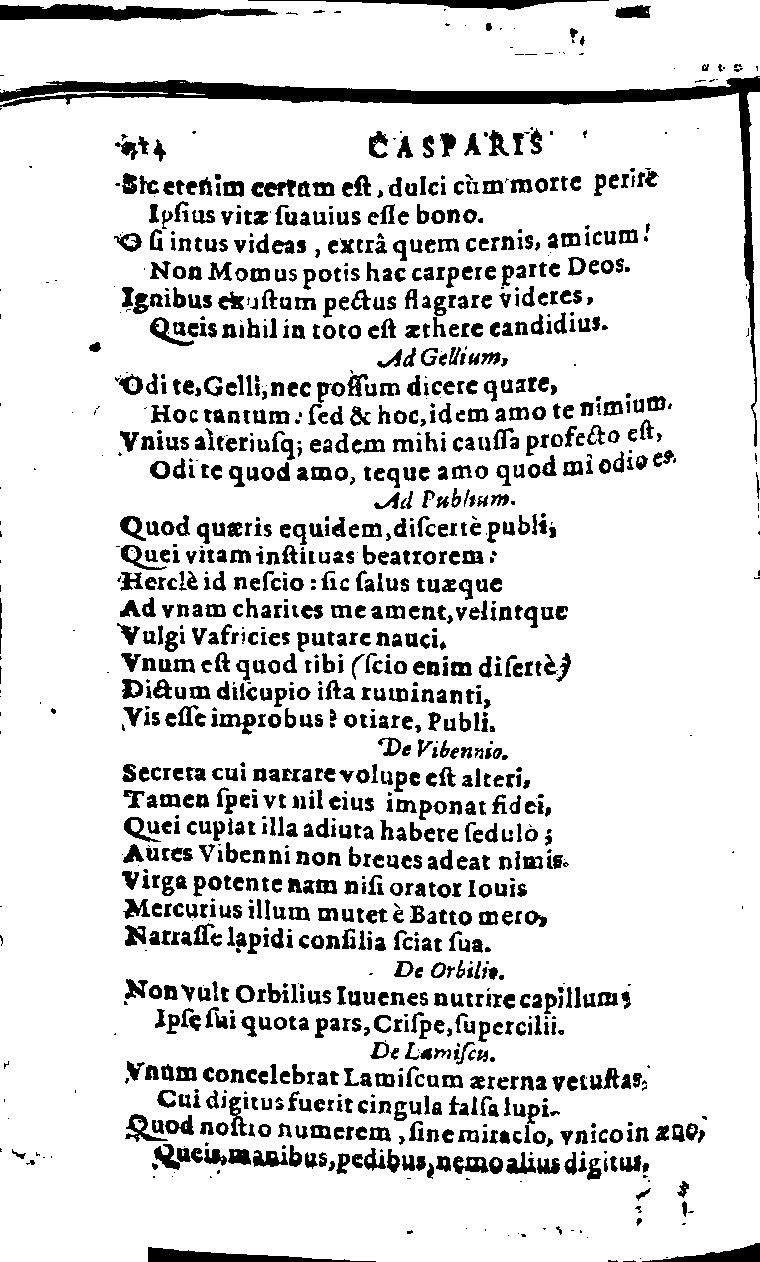 CASPARIS
Sic etenim certum eſt, dulci cùm morte perirè
Ipſius vitæ ſuauius eſſe bono.
O ſi intus videas, extrâ quem cernis, amicum!
Non Momus potis hac carpere parte Deos.
Ignibus exuſtum pectus flagrare videres,
Queis nihil in toto eſt æthere candidius.
Ad Gellium,
Odi te, Gelli, nec poſſum dicere quare,
Hoc tantum: ſed & hoc, idem amo te nimium.
Vnius alteriuſq; eadem mihi cauſſa profecto eſt,
Odi te quod amo, teque amo quod mî odio es.
Ad Publium.
Quod quæris equidem, diſcertè publi,
Quei vitam inſtituas beatiorem:
Herclè id neſcio: ſic ſalus tuæque
Ad vnam charites me ament, velintque
Vulgi Vafricies putare nauci.
Vnum eſt quod tibi (ſcio enim diſertè)
Dictum diſcupio iſta ruminanti,
Vis eſſe improbus? otiare, Publi.
De Vibennio.
Secreta cui narrare volupe eſt alteri,
Tamen ſpei vt nil eius imponat fidei,
Quei cupiat illa adiuta habere ſedulò;
Aures Vibenni non breues adeat nimis.
Virga potente nam niſi orator Iouis
Mercurius illum mutet è Batto mero,
Narraſſe lapidi conſilia ſciat ſua.
De Orbilio.
Non vult Orbilius Iuuenes nutrire capillum;
Ipſe ſui quota pars, Criſpe, ſupercilii.
De Lamiſcu.
Vnum concelebrat Lamiſcum æterna vetuſtas,
Cui digitus fuerit cingula falſa lupi.
Quod noſtro numerem, ſine miraclo, vnico in æuo,
Queis, manibus, pedibus, nemo alius digitus,